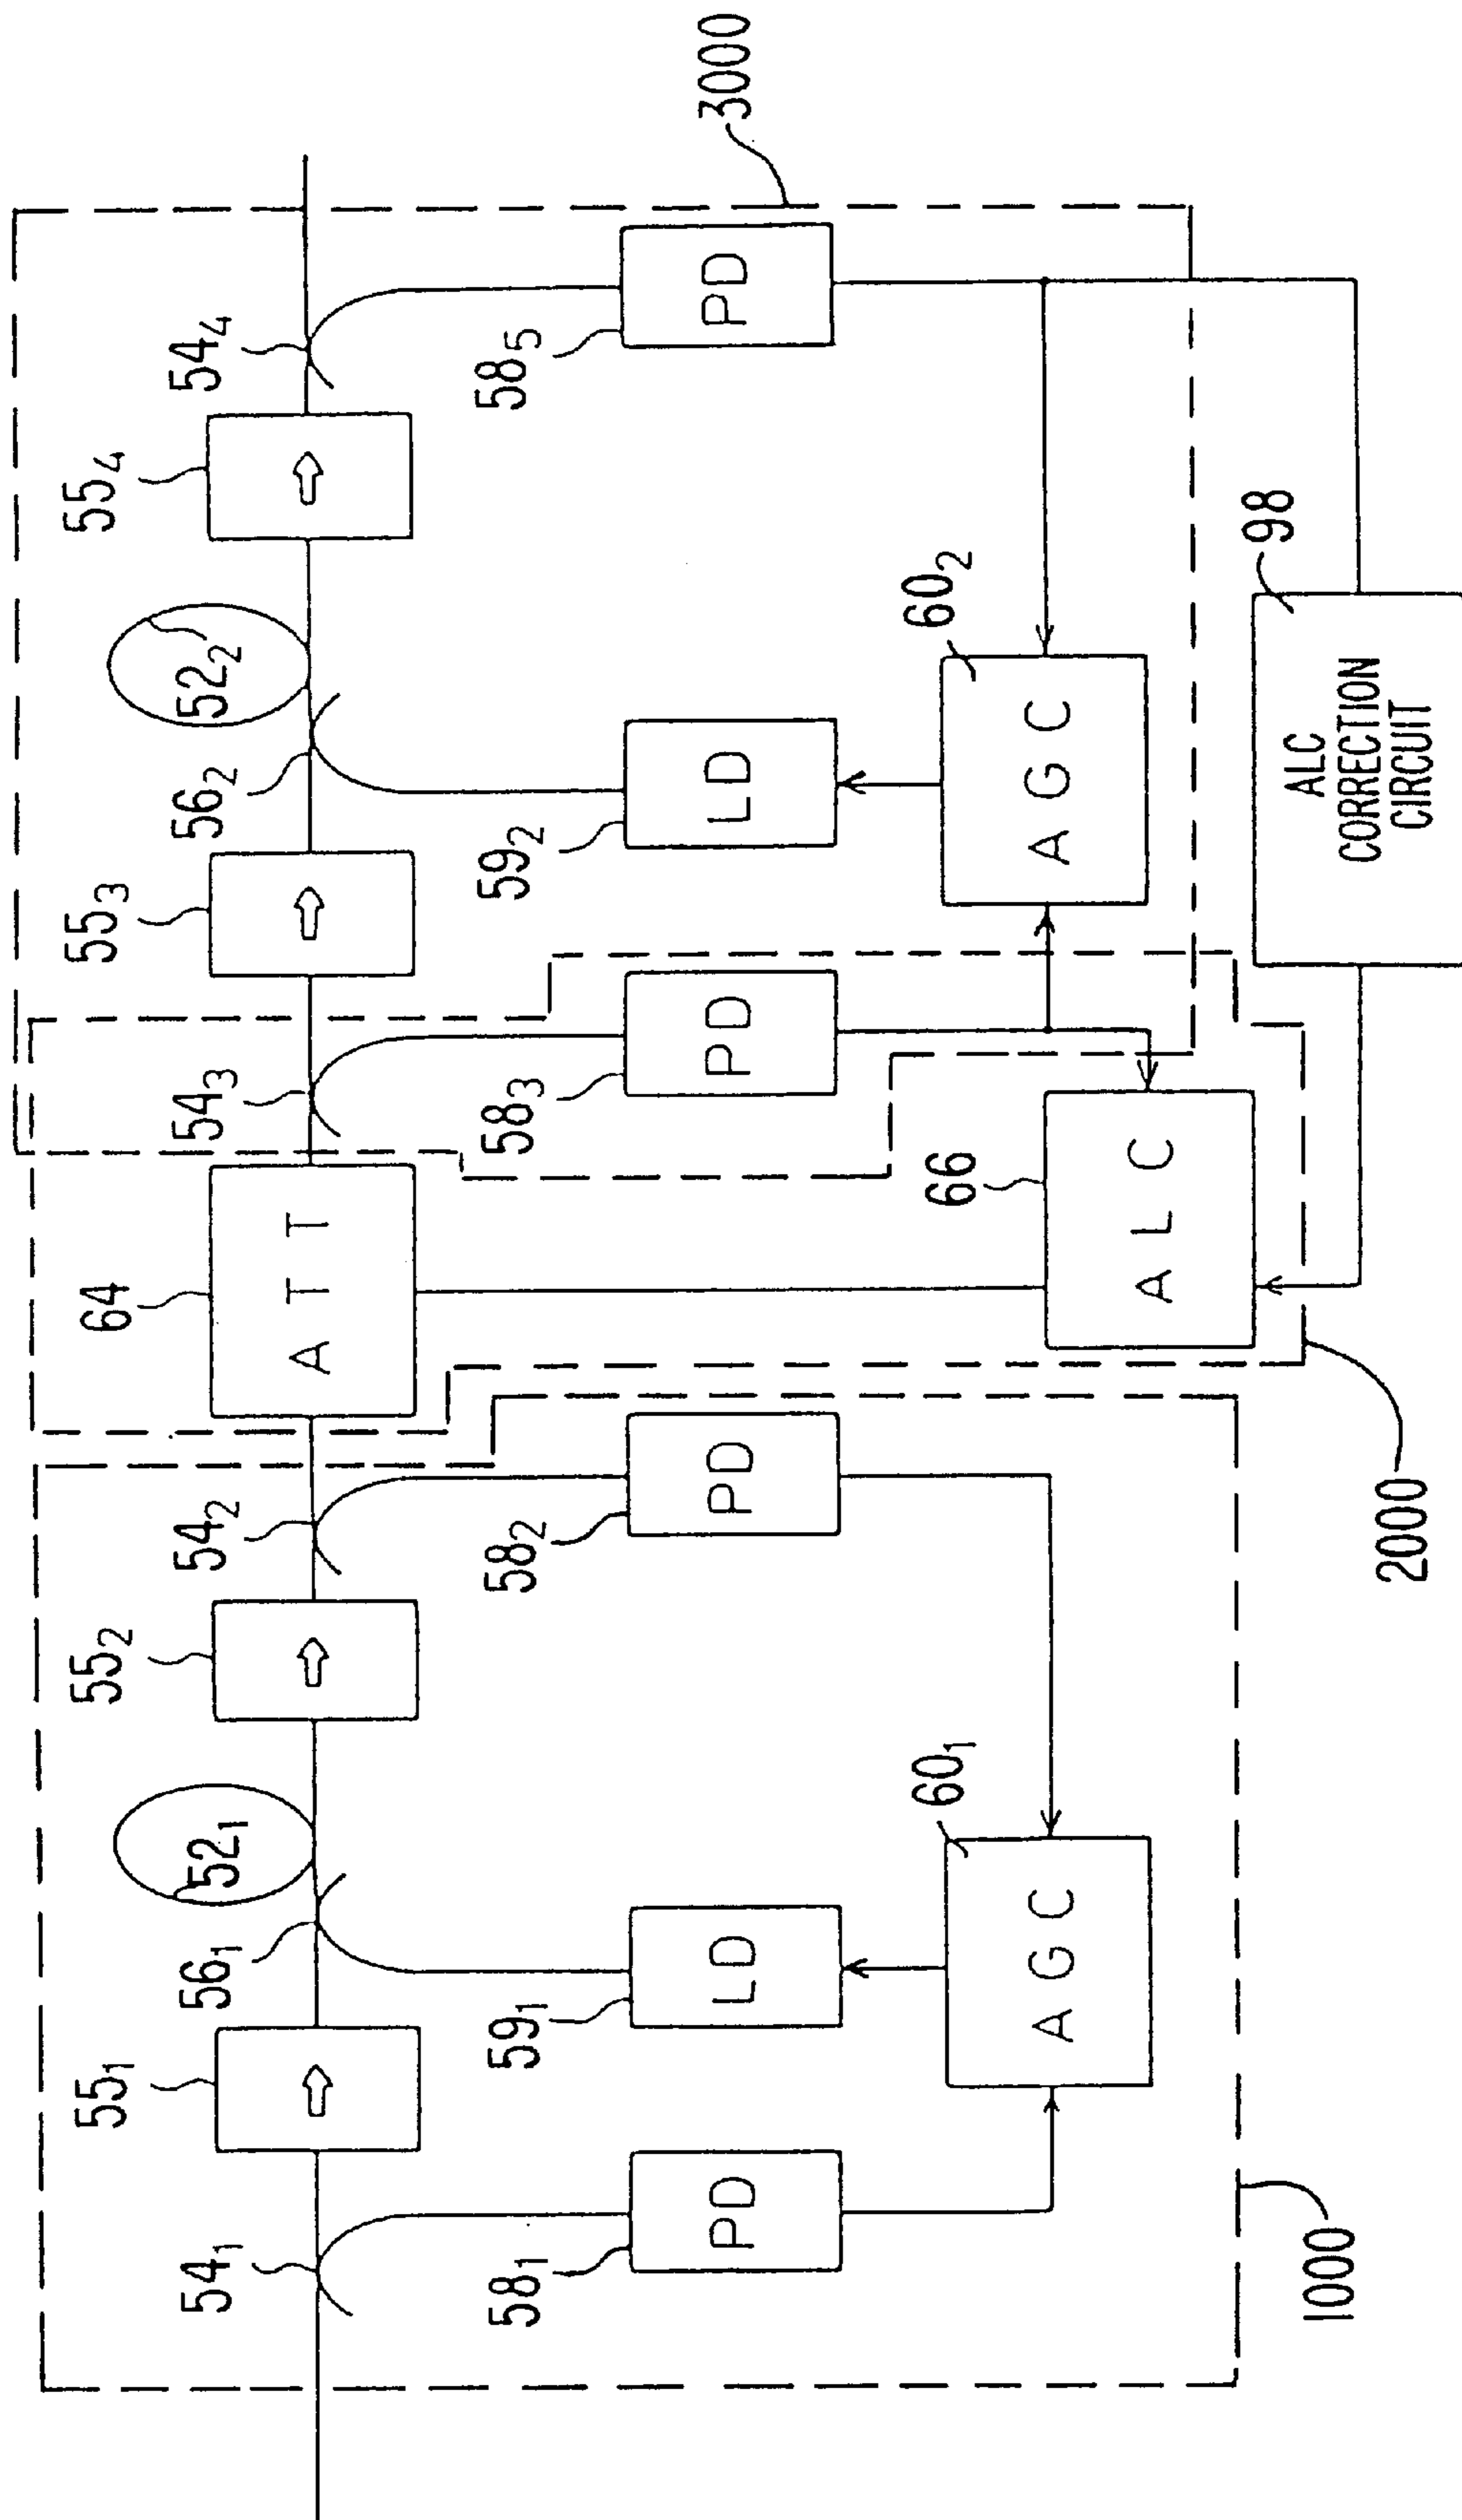 3000
55₄
54₄
58₅
PD
52₂
56₂
55₃
59₂
LD
60₂
AGC
98
ALC
CORRECTION
CIRCUIT
54₃
58₃
PD
64
ATT
66
ALC
2000
54₂
58₂
PD
55₂
52₁
56₁
55₁
59₁
LD
60₁
AGC
54₁
58₁
PD
1000